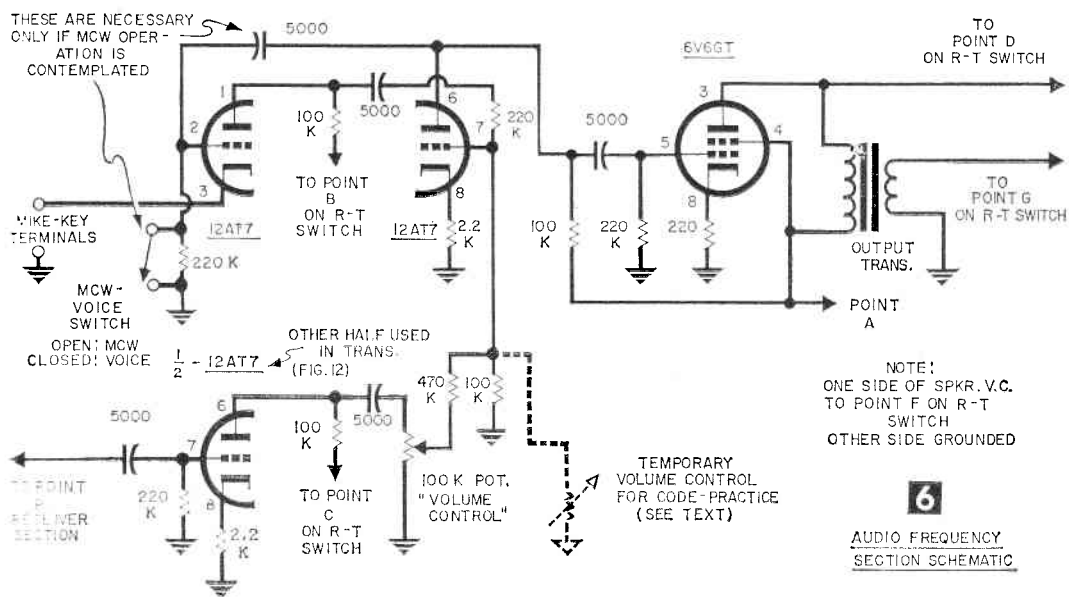 THESE ARE NECESSARY
ONLY IF MCW OPER-
ATION IS
CONTEMPLATED
5000
1
2
3
100
K
5000
TO POINT
B
ON R-T
SWITCH
12AT7
6
7
8
220
K
12AT7
2.2
K
MIKE-KEY
TERMINALS
220 K
MCW-
VOICE
SWITCH
OPEN: MCW
CLOSED: VOICE
6V6GT
3
4
5
8
5000
100
K
220
K
220
TO
POINT D
ON R-T SWITCH
TO
POINT G
ON R-T SWITCH
OUTPUT
TRANS.
POINT
A
1/2 - 12AT7
OTHER HALF USED
IN TRANS.
(FIG. 12)
5000
6
7
8
220
K
2.2
K
100
K
5000
TO POINT
C
ON R-T
SWITCH
470
K
100
K
100 K POT.
"VOLUME
CONTROL"
TEMPORARY
VOLUME CONTROL
FOR CODE-PRACTICE
(SEE TEXT)
TO POINT
SECTION
NOTE:
ONE SIDE OF SPKR. V.C.
TO POINT F ON R-T
SWITCH
OTHER SIDE GROUNDED
6
AUDIO FREQUENCY
SECTION SCHEMATIC